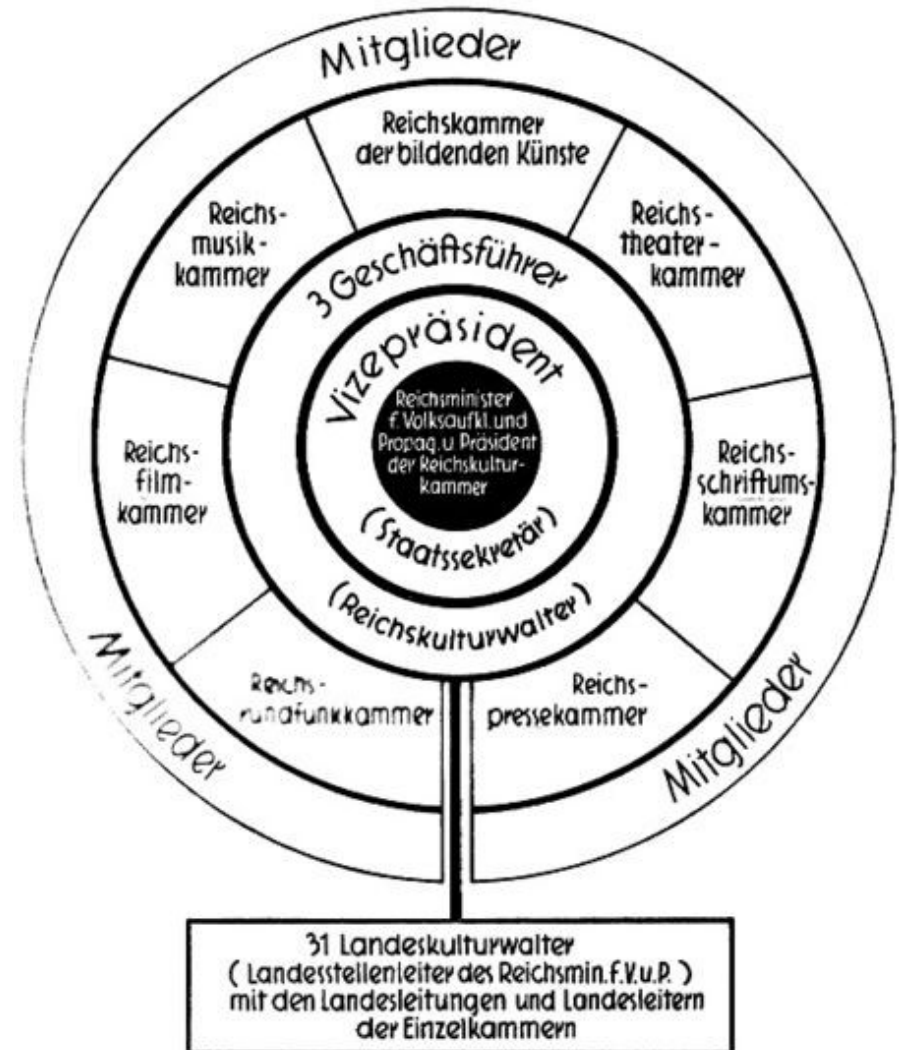 Mitglieder
Reichskammer
der bildenden Künste
Reichs-
musik-
kammer
Reichs-
theater-
kammer
3 Geschäftsführer
Vizepräsident
Reichsminister
f. Volksaufkl. und
Propag. u. Präsident
der Reichskultur-
kammer
(Staatssekretär)
(Reichskulturwalter)
Reichs-
film-
kammer
Reichs-
schriftums-
kammer
Reichs-
rundfunkkammer
Reichs-
pressekammer
Mitglieder
Mitglieder
31 Landeskulturwalter
( Landesstellenleiter des Reichsmin.f.V.u.P. )
mit den Landesleitungen und Landesleitern
der Einzelkammern